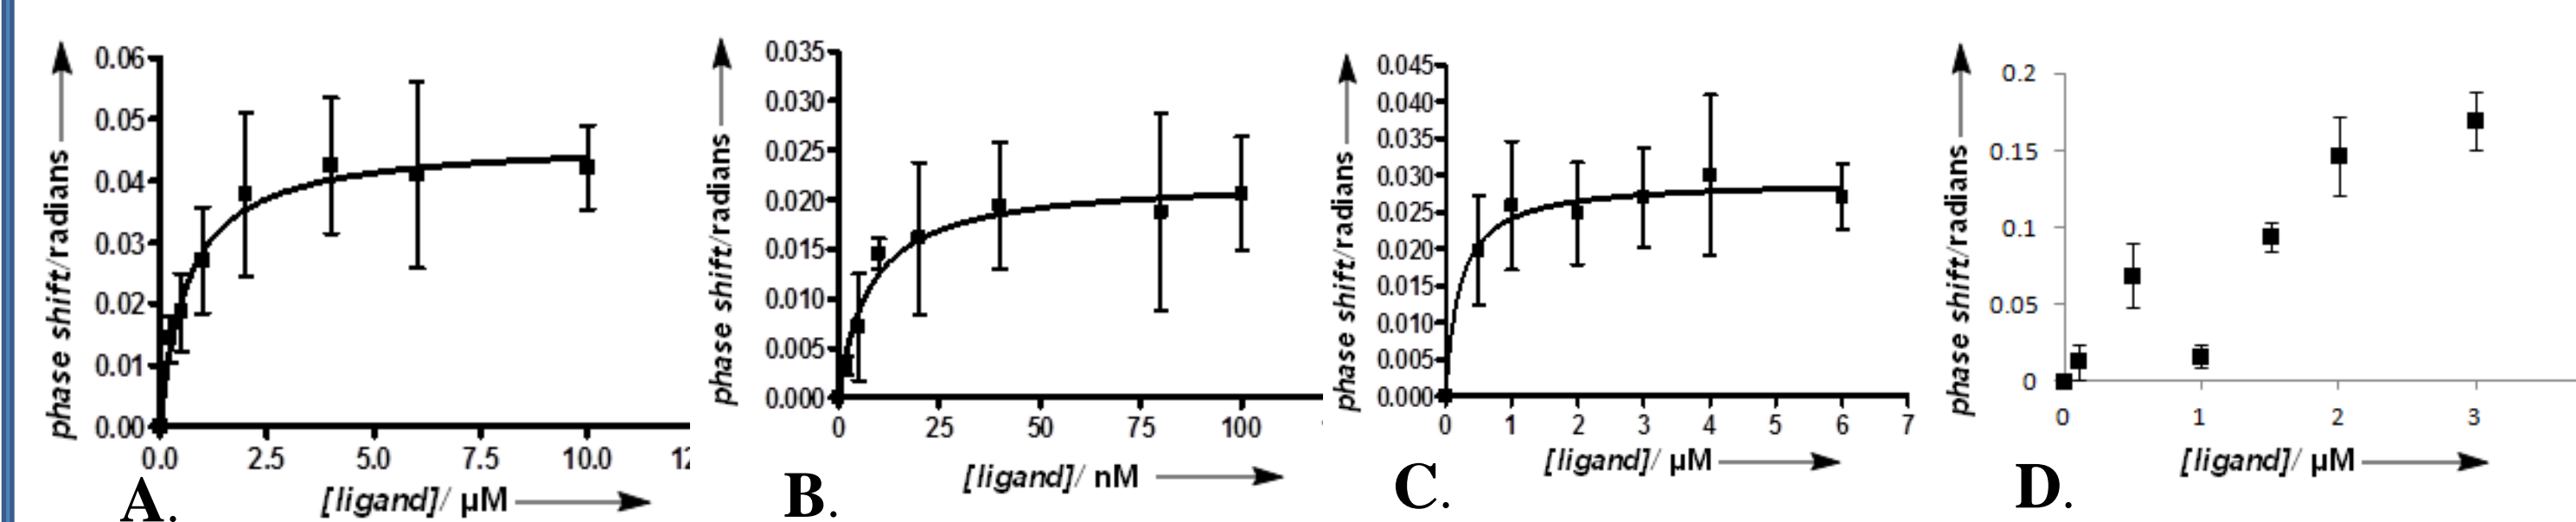 0.06
0.05
0.04
0.03
0.02
0.01
0.00
0.0 2.5 5.0 7.5 10.0 12
phase shift/radians
[ligand]/ µM
A.
0.035
0.030
0.025
0.020
0.015
0.010
0.005
0.000
0 25 50 75 100
phase shift/radians
[ligand]/ nM
B.
0.045
0.040
0.035
0.030
0.025
0.020
0.015
0.010
0.005
0.000
0 1 2 3 4 5 6 7
phase shift/radians
[ligand]/ µM
C.
0.2
0.15
0.1
0.05
0
0 1 2 3
phase shift/radians
[ligand]/ µM
D.